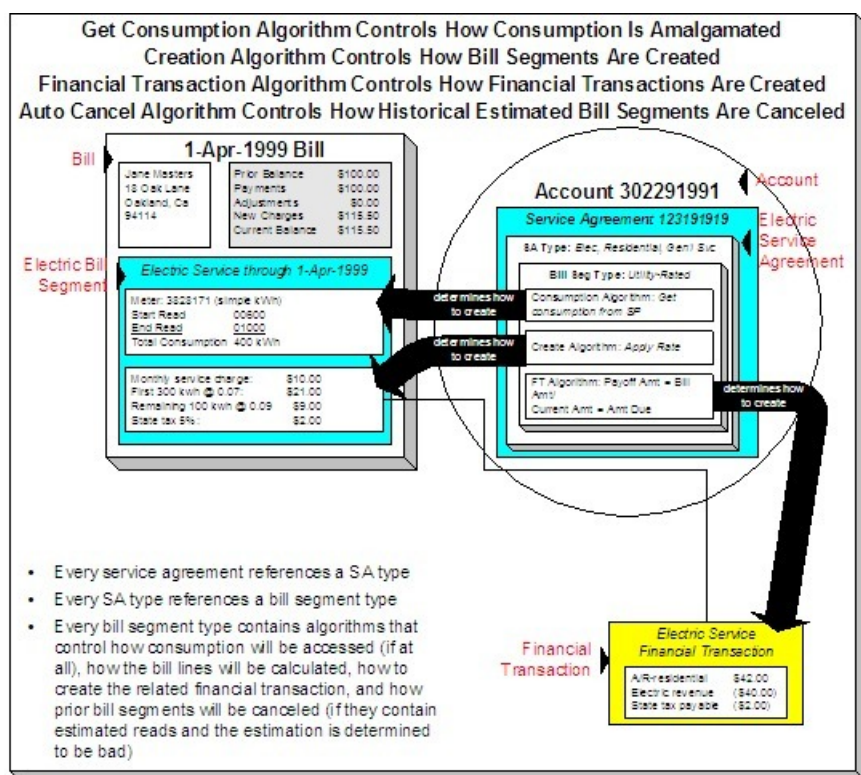 Get Consumption Algorithm Controls How Consumption Is Amalgamated
Creation Algorithm Controls How Bill Segments Are Created
Financial Transaction Algorithm Controls How Financial Transactions Are Created
Auto Cancel Algorithm Controls How Historical Estimated Bill Segments Are Canceled
Bill
1-Apr-1999 Bill
Jane Masters
18 Oak Lane
Oakland, Ca
94114
Prior Balance $100.00
Payments $100.00
Adjustments $0.00
New Charges $115.50
Current Balance $115.50
Electric Bill
Segment
Electric Service through 1-Apr-1999
Meter: 3828171 (simple kWh)
Start Read 00600
End Read 01000
Total Consumption 400 kWh
Monthly service charge: $10.00
First 300 kwh @ 0.07: $21.00
Remaining 100 kwh @ 0.09 $9.00
State tax 5%: $2.00
Account 302291991
Account
Service Agreement 123191919
Electric
Service
Agreement
SA Type: Elec, Residential, Gen'l Svc
Bill Seg Type: Utility-Rated
determines how
to create
Consumption Algorithm: Get
consumption from SP
determines how
to create
Create Algorithm: Apply Rate
FT Algorithm: Payoff Amt = Bill
Amt/
Current Amt = Amt Due
determines how
to create
• Every service agreement references a SA type
• Every SA type references a bill segment type
• Every bill segment type contains algorithms that
control how consumption will be accessed (if at
all), how the bill lines will be calculated, how to
create the related financial transaction, and how
prior bill segments will be canceled (if they contain
estimated reads and the estimation is determined
to be bad)
Financial
Transaction
Electric Service
Financial Transaction
A/R-residential $42.00
Electric revenue ($40.00)
State tax payable ($2.00)